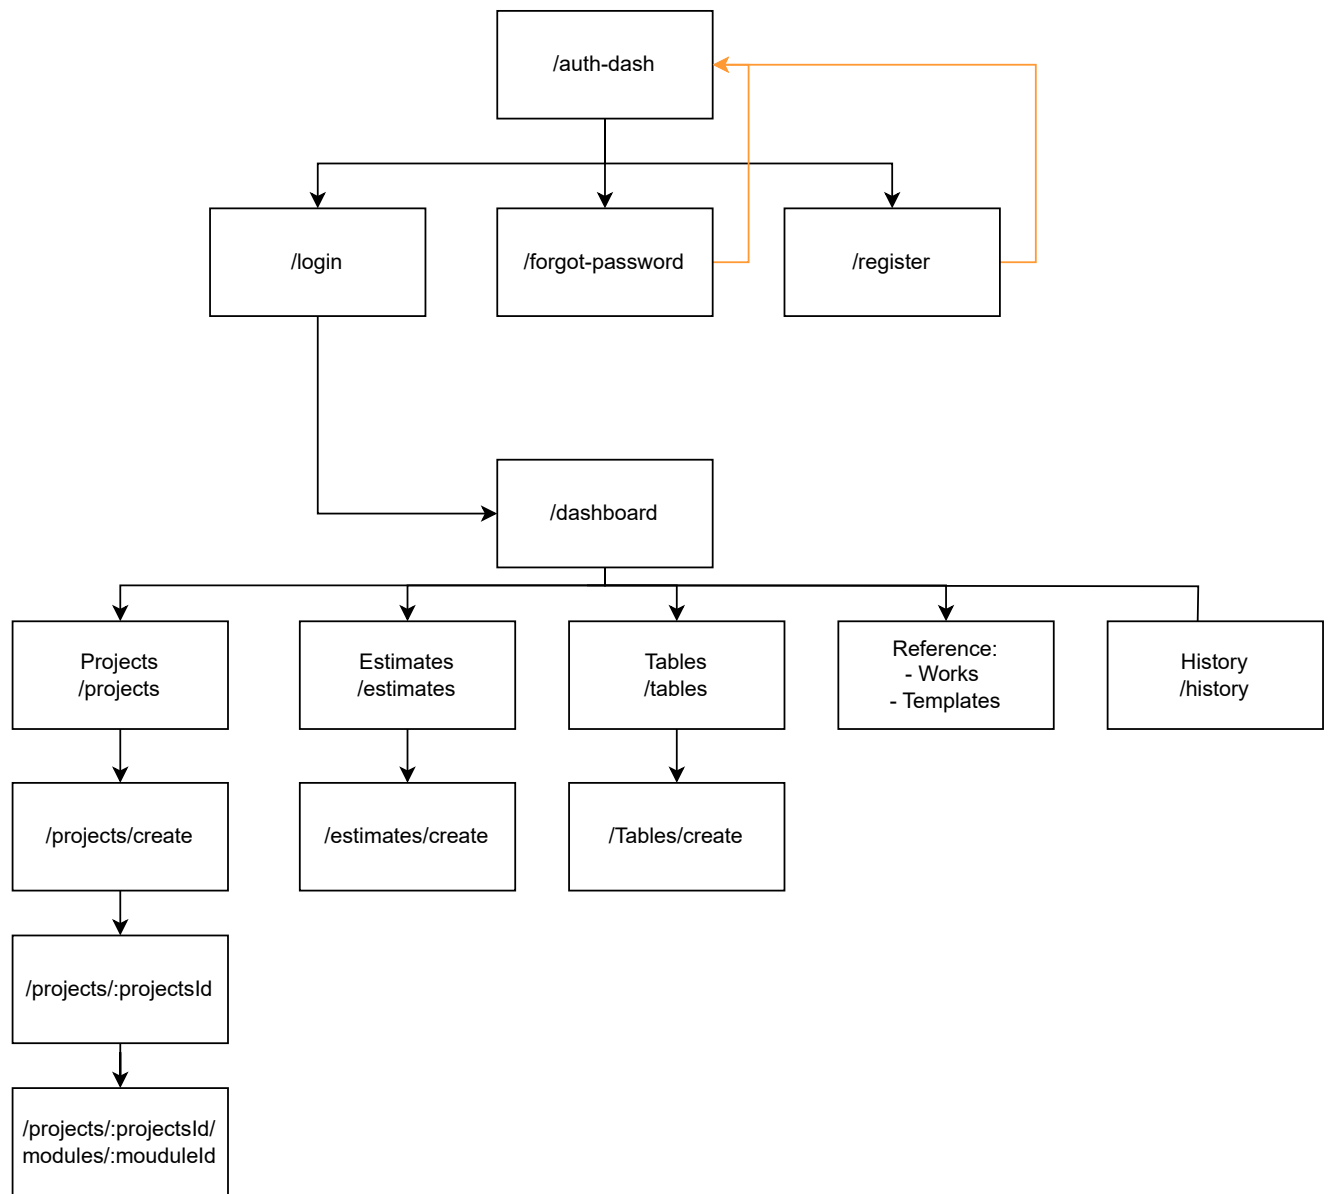 /auth-dash
/login
/forgot-password
/register
/dashboard
Projects
/projects
Estimates
/estimates
Tables
/tables
Reference:
- Works
- Templates
History
/history
/projects/create
/estimates/create
/Tables/create
/projects/:projectsId
/projects/:projectsId/
modules/:mouduleId